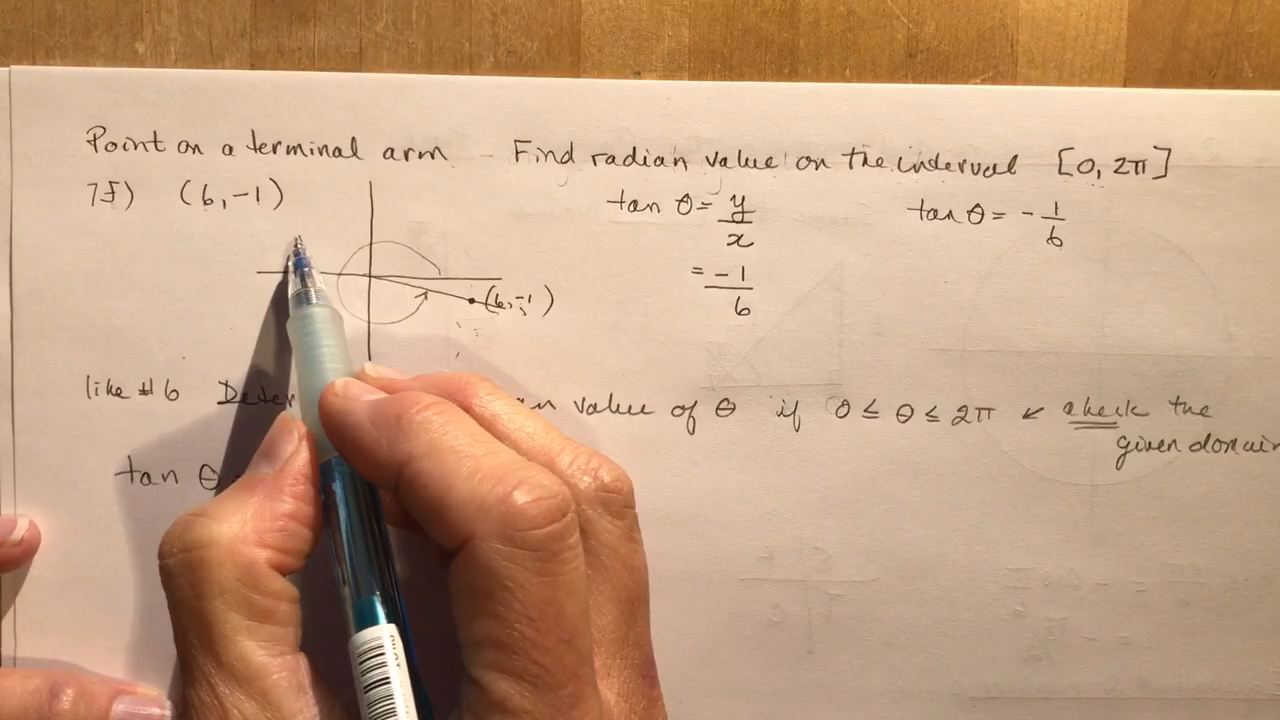 Point on a terminal arm - Find radian value on the interval [0, 2π]
7f) (6,-1)
tan θ = y/x
= -1/6
tan θ = - 1/6
(6,-1)
like #6 value of θ if 0 ≤ θ ≤ 2π ↙ check the
given domain
tan θ